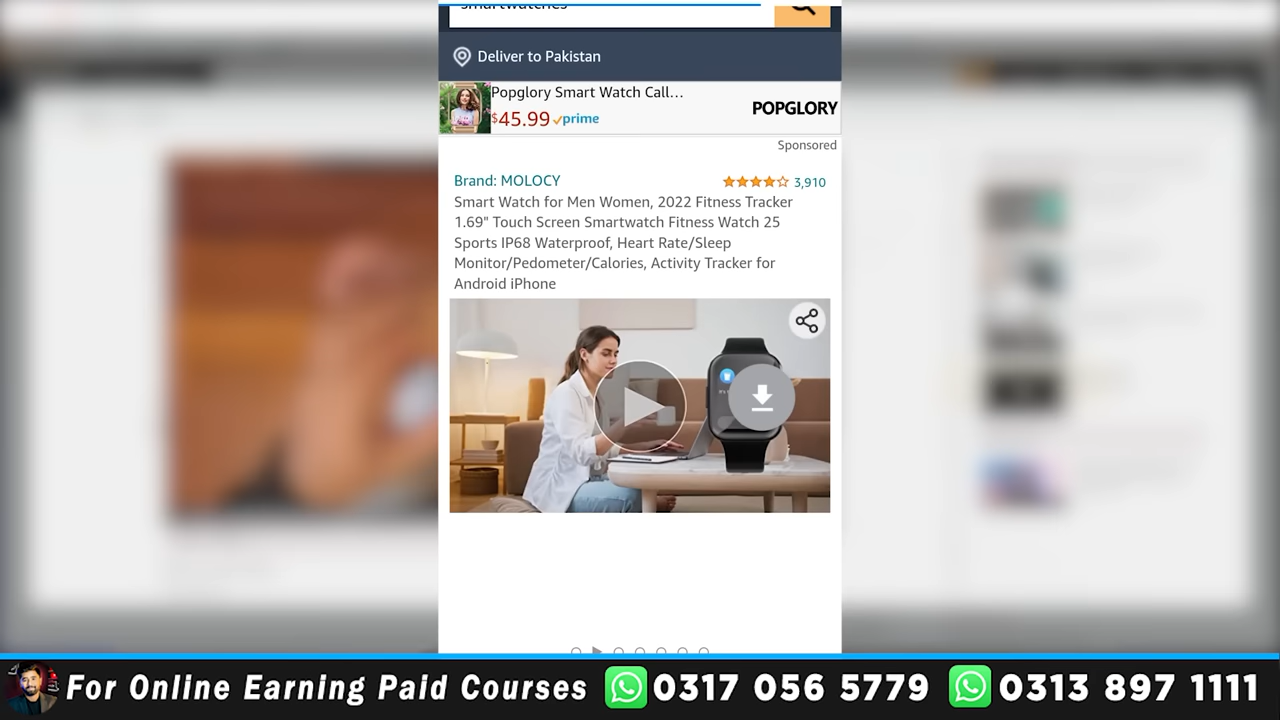 smartwatches
Deliver to Pakistan
Popglory Smart Watch Call…
$45.99 prime
POPGLORY
Sponsored
Brand: MOLOCY
3,910
Smart Watch for Men Women, 2022 Fitness Tracker
1.69" Touch Screen Smartwatch Fitness Watch 25
Sports IP68 Waterproof, Heart Rate/Sleep
Monitor/Pedometer/Calories, Activity Tracker for
Android iPhone
For Online Earning Paid Courses 0317 056 5779 0313 897 1111